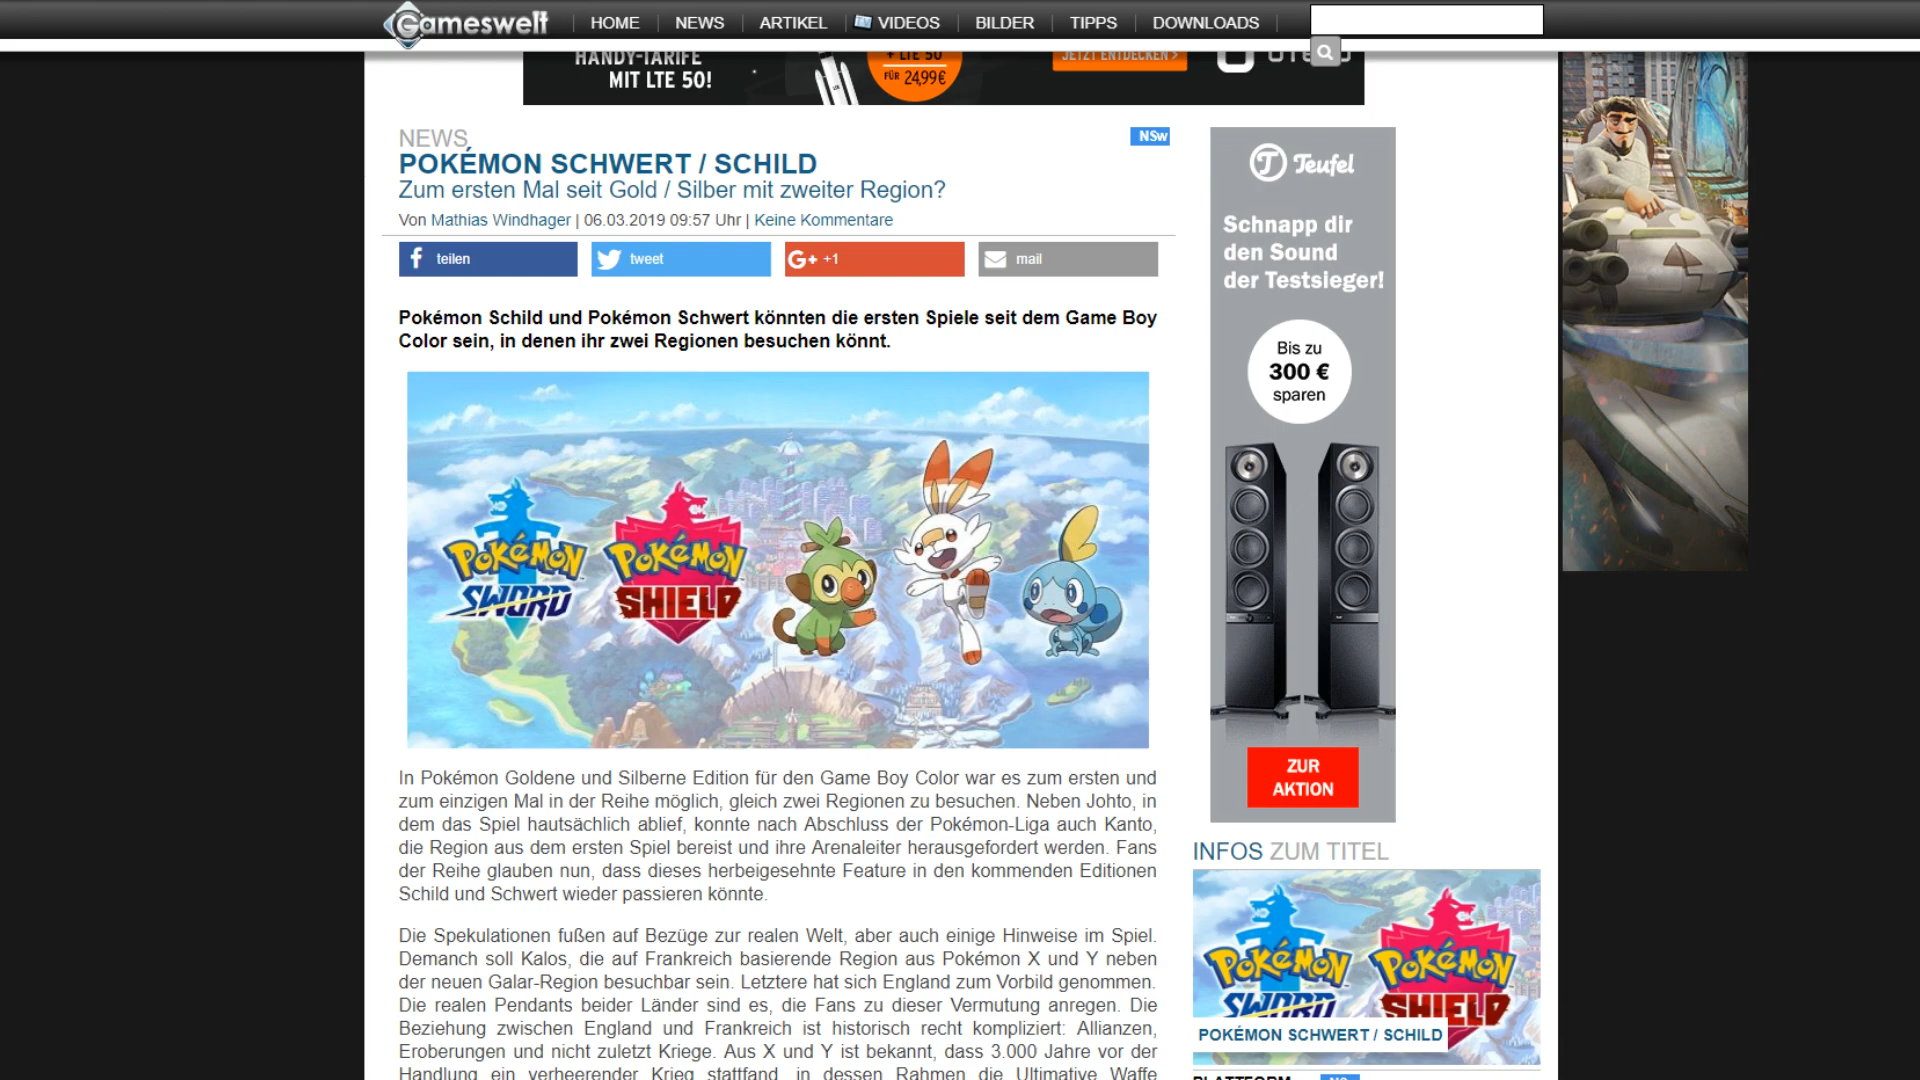 Gameswelt
HOME
NEWS
ARTIKEL
VIDEOS
BILDER
TIPPS
DOWNLOADS
HANDY-TARIFE
MIT LTE 50!
+ LTE 50
FÜR 24,99€
JETZT ENTDECKEN >
NEWS
NSw
POKÉMON SCHWERT / SCHILD
Zum ersten Mal seit Gold / Silber mit zweiter Region?
Von Mathias Windhager | 06.03.2019 09:57 Uhr | Keine Kommentare
teilen
tweet
G+ +1
mail
Pokémon Schild und Pokémon Schwert könnten die ersten Spiele seit dem Game Boy
Color sein, in denen ihr zwei Regionen besuchen könnt.
POKéMON
SWORD
POKéMON
SHIELD
In Pokémon Goldene und Silberne Edition für den Game Boy Color war es zum ersten und
zum einzigen Mal in der Reihe möglich, gleich zwei Regionen zu besuchen. Neben Johto, in
dem das Spiel hautsächlich ablief, konnte nach Abschluss der Pokémon-Liga auch Kanto,
die Region aus dem ersten Spiel bereist und ihre Arenaleiter herausgefordert werden. Fans
der Reihe glauben nun, dass dieses herbeigesehnte Feature in den kommenden Editionen
Schild und Schwert wieder passieren könnte.
Die Spekulationen fußen auf Bezüge zur realen Welt, aber auch einige Hinweise im Spiel.
Demanch soll Kalos, die auf Frankreich basierende Region aus Pokémon X und Y neben
der neuen Galar-Region besuchbar sein. Letztere hat sich England zum Vorbild genommen.
Die realen Pendants beider Länder sind es, die Fans zu dieser Vermutung anregen. Die
Beziehung zwischen England und Frankreich ist historisch recht kompliziert: Allianzen,
Eroberungen und nicht zuletzt Kriege. Aus X und Y ist bekannt, dass 3.000 Jahre vor der
Handlung ein verheerender Krieg stattfand, in dessen Rahmen die Ultimative Waffe
Teufel
Schnapp dir
den Sound
der Testsieger!
Bis zu
300 €
sparen
ZUR
AKTION
INFOS ZUM TITEL
POKéMON
SWORD
POKéMON
SHIELD
POKÉMON SCHWERT / SCHILD
PLATTFORM